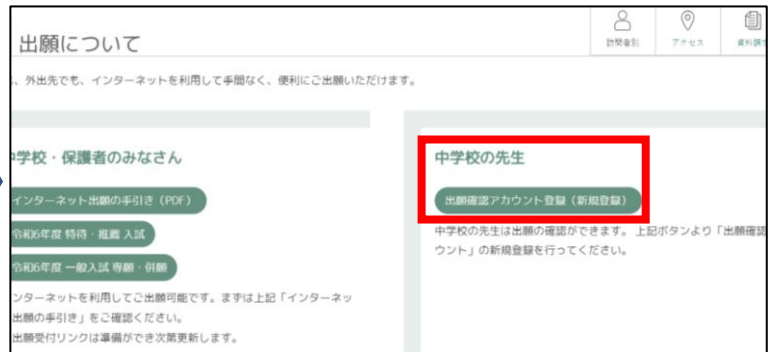 出願について
訪問者別
アクセス
、外出先でも、インターネットを利用して手間なく、便利にご出願いただけます。
中学校・保護者のみなさん
インターネット出願の手引き（PDF）
令和6年度 特待・推薦 入試
令和6年度 一般入試 専願・併願
ンターネットを利用してご出願可能です。まずは上記「インターネッ
出願の手引き」をご確認ください。
出願受付リンクは準備ができ次第更新します。
中学校の先生
出願確認アカウント登録（新規登録）
中学校の先生は出願の確認ができます。 上記ボタンより「出願確認
ウント」の新規登録を行ってください。